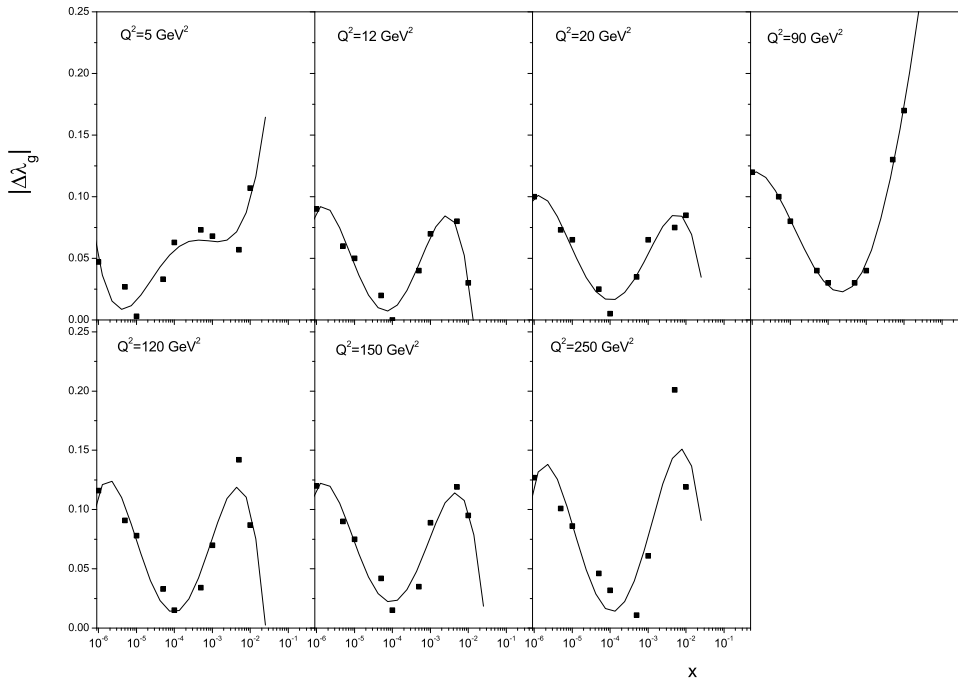 Q²=5 GeV²
Q²=12 GeV²
Q²=20 GeV²
Q²=90 GeV²
0.25
0.20
0.15
0.10
0.05
0.00
|Δλg|
Q²=120 GeV²
Q²=150 GeV²
Q²=250 GeV²
0.25
0.20
0.15
0.10
0.05
0.00
10⁻⁶ 10⁻⁵ 10⁻⁴ 10⁻³ 10⁻² 10⁻¹
10⁻⁶ 10⁻⁵ 10⁻⁴ 10⁻³ 10⁻² 10⁻¹
10⁻⁶ 10⁻⁵ 10⁻⁴ 10⁻³ 10⁻² 10⁻¹
x